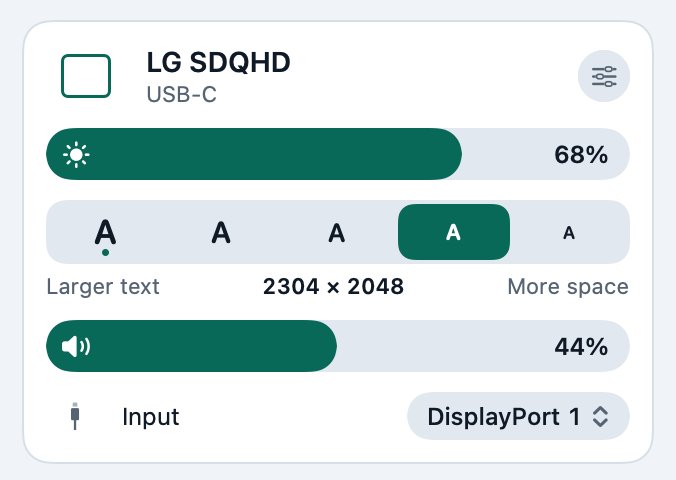 LG SDQHD
USB-C
68%
A A A A A
Larger text 2304 × 2048 More space
44%
Input DisplayPort 1